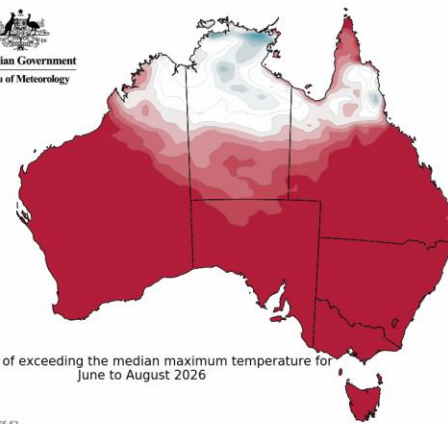 ian Government
u of Meteorology
of exceeding the median maximum temperature for
June to August 2026